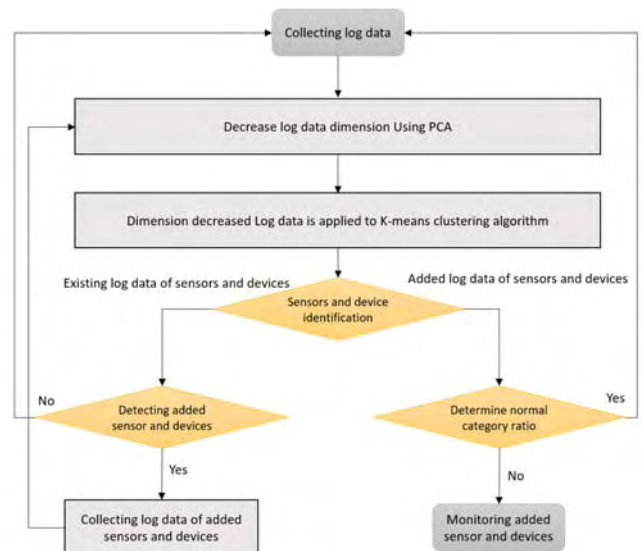 Collecting log data
Decrease log data dimension Using PCA
Dimension decreased Log data is applied to K-means clustering algorithm
Existing log data of sensors and devices
Added log data of sensors and devices
Sensors and device
identification
No
Detecting added
sensor and devices
Determine normal
category ratio
Yes
Yes
No
Collecting log data of added
sensors and devices
Monitoring added
sensor and devices